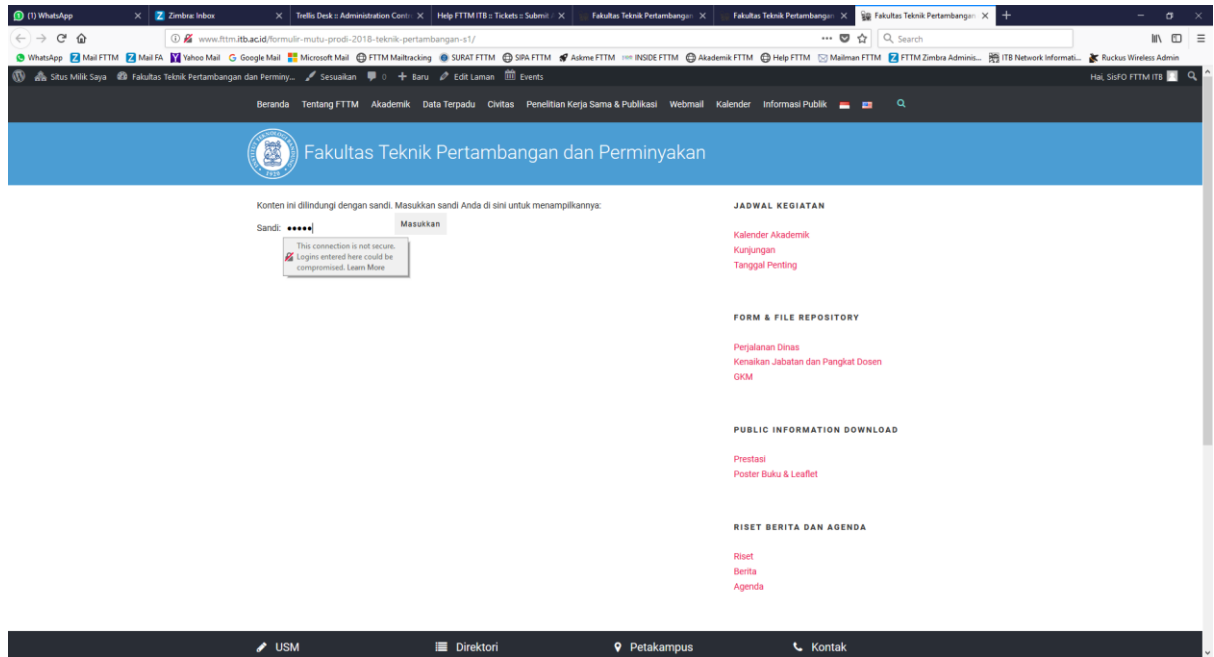 (1) WhatsApp
Zimbra: Inbox
Trellis Desk :: Administration Centr
Help FTTM ITB :: Tickets :: Submit
Fakultas Teknik Pertambangan
Fakultas Teknik Pertambangan
Fakultas Teknik Pertambangan
www.fttm.itb.ac.id/formulir-mutu-prodi-2018-teknik-pertambangan-s1/
Search
WhatsApp Mail FTTM Mail FA Yahoo Mail Google Mail Microsoft Mail FTTM Mailtracking SURAT FTTM SIPA FTTM Askme FTTM INSIDE FTTM Akademik FTTM Help FTTM Mailman FTTM FTTM Zimbra Adminis... ITB Network Informati... Ruckus Wireless Admin
Situs Milik Saya Fakultas Teknik Pertambangan dan Perminy... Sesuaikan 0 + Baru Edit Laman Events Hai, SisFO FTTM ITB
Beranda Tentang FTTM Akademik Data Terpadu Civitas Penelitian Kerja Sama & Publikasi Webmail Kalender Informasi Publik
Fakultas Teknik Pertambangan dan Perminyakan
Konten ini dilindungi dengan sandi. Masukkan sandi Anda di sini untuk menampilkannya:
Sandi: •••••
Masukkan
This connection is not secure.
Logins entered here could be
compromised. Learn More
JADWAL KEGIATAN
Kalender Akademik
Kunjungan
Tanggal Penting
FORM & FILE REPOSITORY
Perjalanan Dinas
Kenaikan Jabatan dan Pangkat Dosen
GKM
PUBLIC INFORMATION DOWNLOAD
Prestasi
Poster Buku & Leaflet
RISET BERITA DAN AGENDA
Riset
Berita
Agenda
USM
Direktori
Petakampus
Kontak